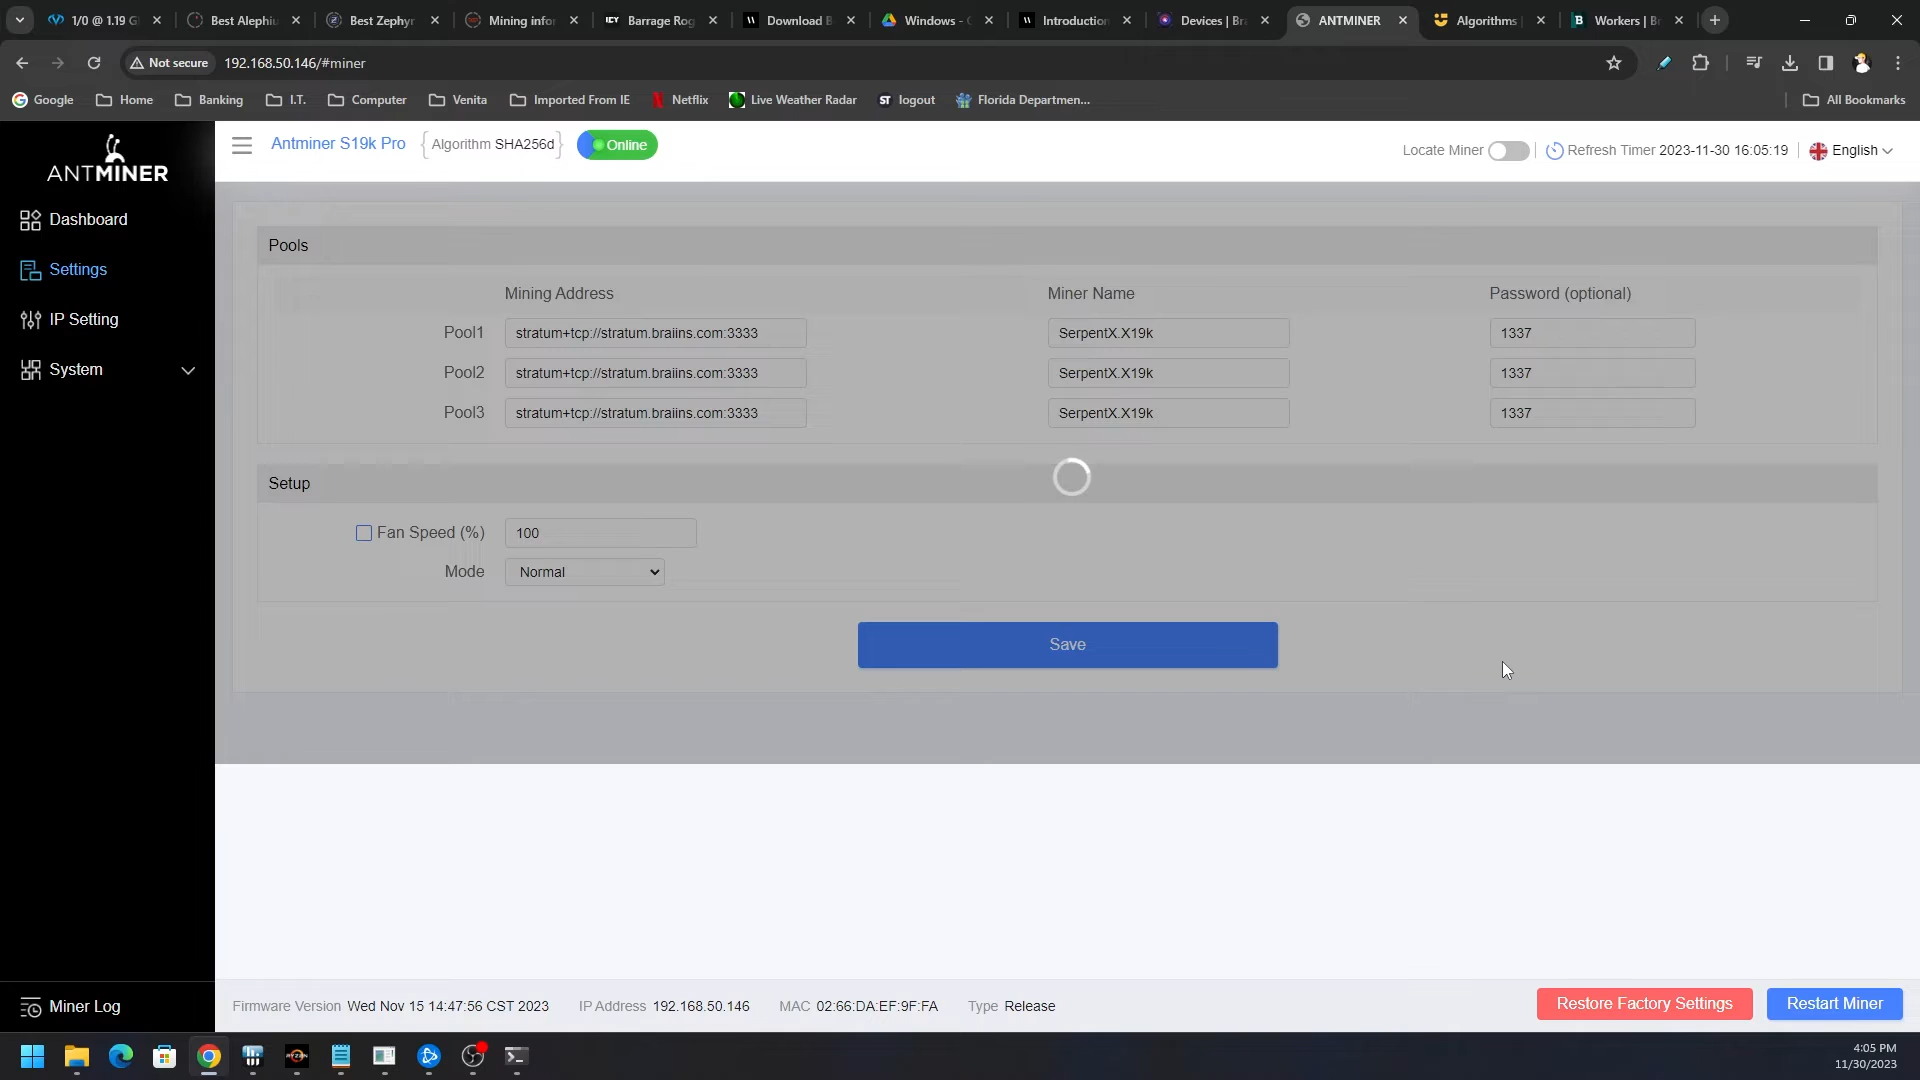 1/0 @ 1.19 G
Best Alephiu
Best Zephyr
Mining infor
ICY Barrage Rog
Download B
Windows - G
Introduction
Devices | Bra
ANTMINER
Algorithms
B Workers | Br
Not secure 192.168.50.146/#miner
Google Home Banking I.T. Computer Venita Imported From IE Netflix Live Weather Radar ST logout Florida Departmen... All Bookmarks
ANTMINER
Dashboard
Settings
IP Setting
System
Miner Log
Antminer S19k Pro Algorithm SHA256d Online
Locate Miner Refresh Timer 2023-11-30 16:05:19 English
Pools
Mining Address Miner Name Password (optional)
Pool1 stratum+tcp://stratum.braiins.com:3333 SerpentX.X19k 1337
Pool2 stratum+tcp://stratum.braiins.com:3333 SerpentX.X19k 1337
Pool3 stratum+tcp://stratum.braiins.com:3333 SerpentX.X19k 1337
Setup
Fan Speed (%) 100
Mode Normal
Save
Firmware Version Wed Nov 15 14:47:56 CST 2023 IP Address 192.168.50.146 MAC 02:66:DA:EF:9F:FA Type Release
Restore Factory Settings Restart Miner
RYZEN
4:05 PM
11/30/2023